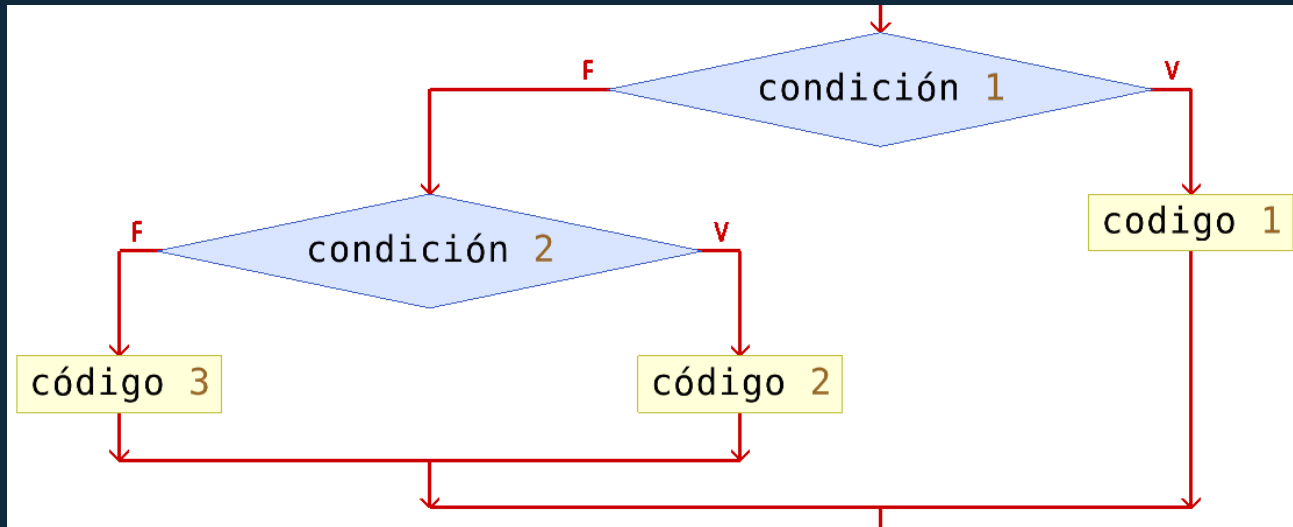 condición 1
F
V
codigo 1
condición 2
F
V
código 3
código 2